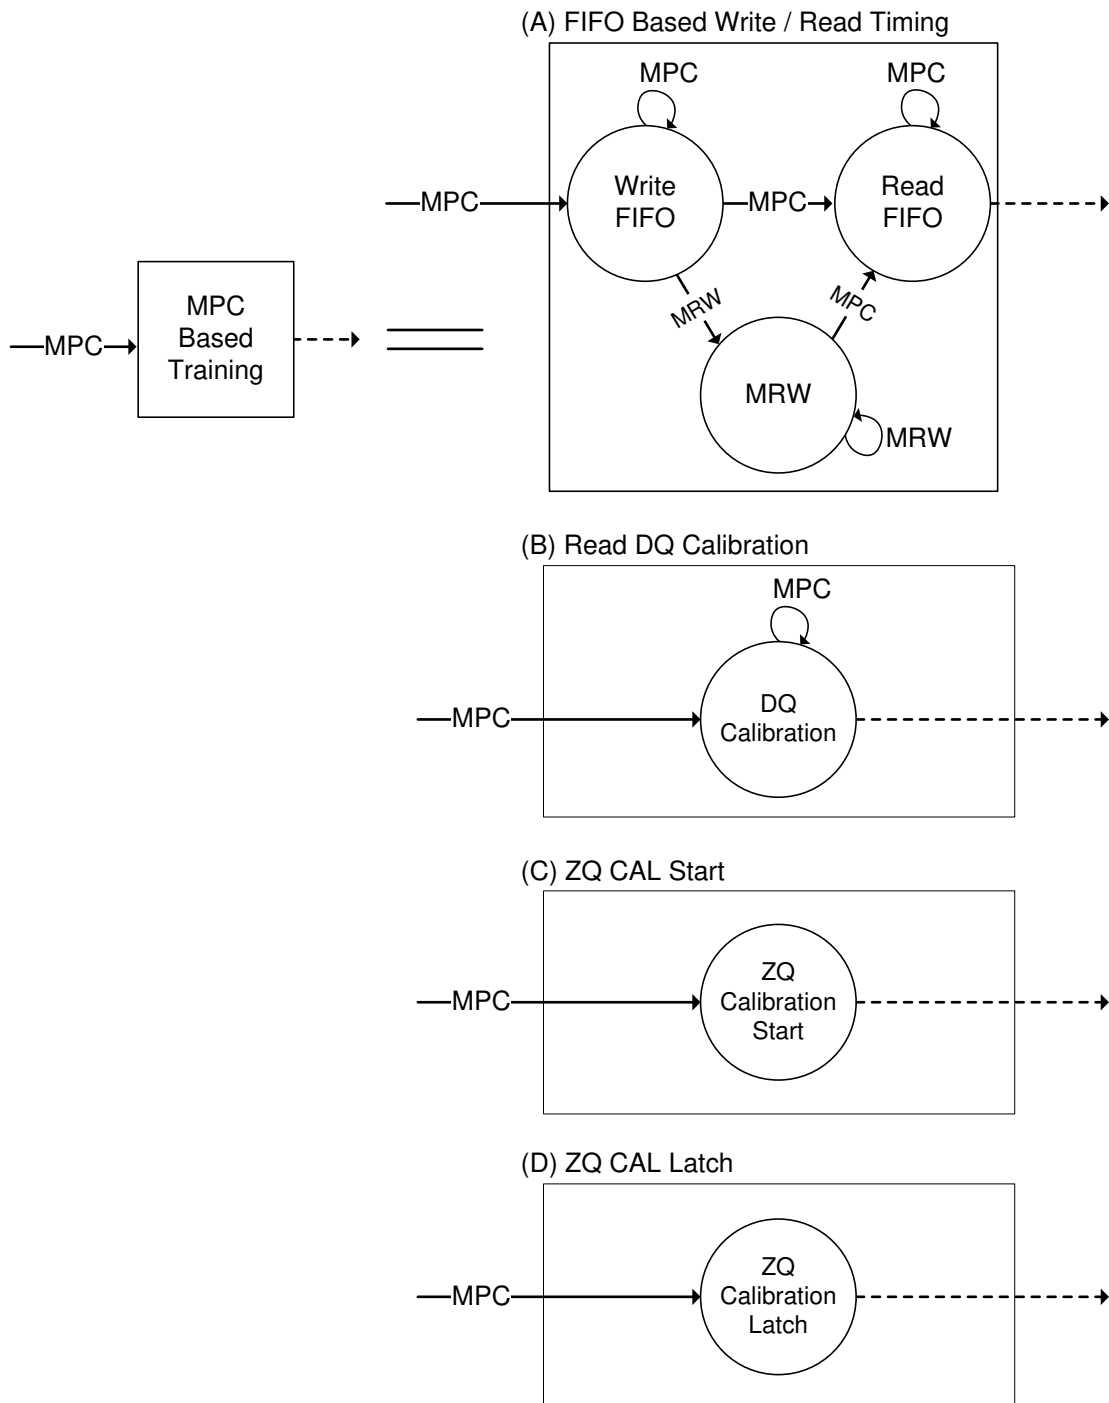 (A) FIFO Based Write / Read Timing
MPC
MPC
MPC
Write
FIFO
MPC
Read
FIFO
MRW
MPC
MPC
MPC
Based
Training
MRW
MRW
(B) Read DQ Calibration
MPC
MPC
DQ
Calibration
(C) ZQ CAL Start
MPC
ZQ
Calibration
Start
(D) ZQ CAL Latch
MPC
ZQ
Calibration
Latch